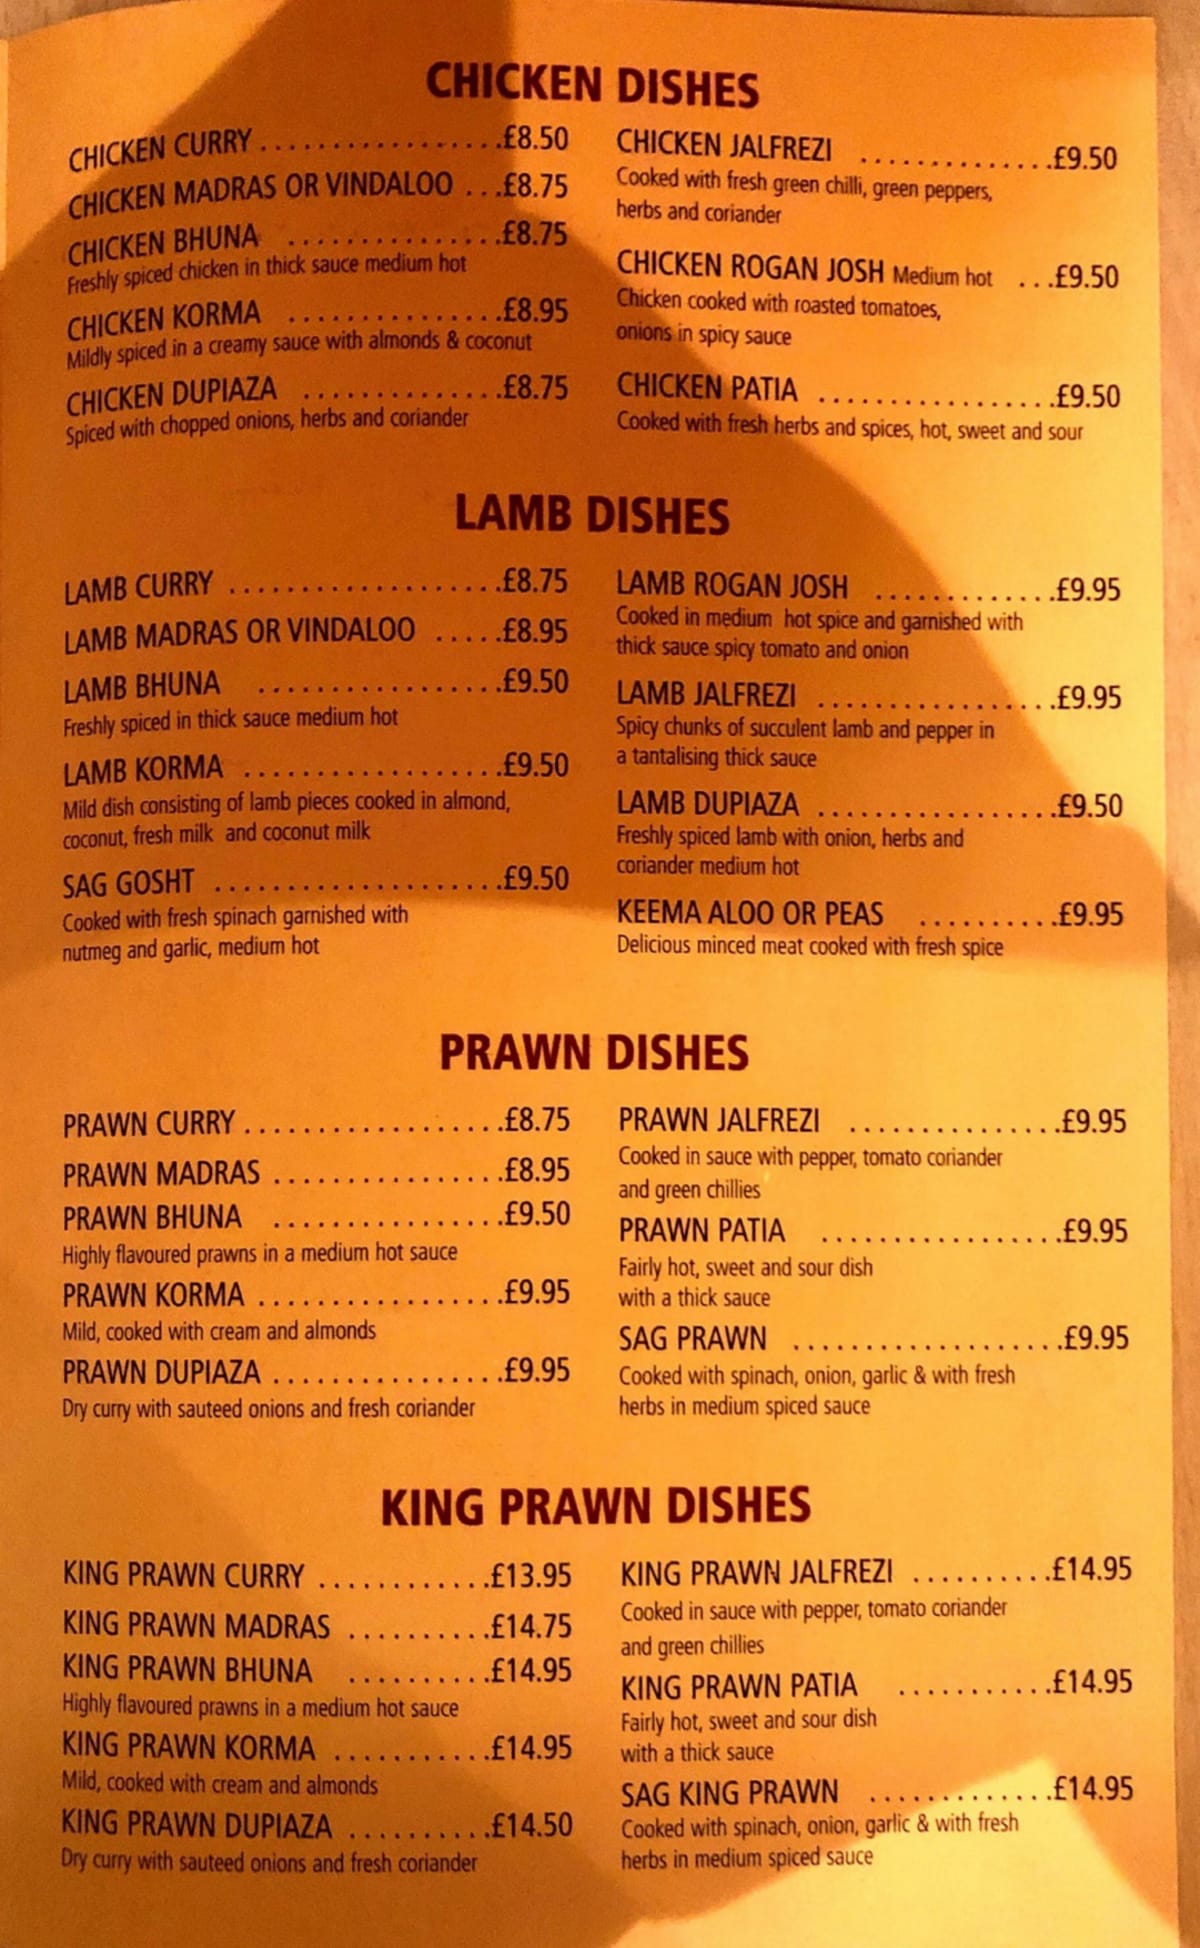 CHICKEN DISHES
CHICKEN CURRY.................£8.50
CHICKEN MADRAS OR VINDALOO ...£8.75
CHICKEN BHUNA ...............£8.75
Freshly spiced chicken in thick sauce medium hot
CHICKEN KORMA ...............£8.95
Mildly spiced in a creamy sauce with almonds & coconut
CHICKEN DUPIAZA ..............£8.75
Spiced with chopped onions, herbs and coriander
CHICKEN JALFREZI ..............£9.50
Cooked with fresh green chilli, green peppers,
herbs and coriander
CHICKEN ROGAN JOSH Medium hot ...£9.50
Chicken cooked with roasted tomatoes,
onions in spicy sauce
CHICKEN PATIA .................£9.50
Cooked with fresh herbs and spices, hot, sweet and sour
LAMB DISHES
LAMB CURRY ...................£8.75
LAMB MADRAS OR VINDALOO .....£8.95
LAMB BHUNA .................£9.50
Freshly spiced in thick sauce medium hot
LAMB KORMA ..................£9.50
Mild dish consisting of lamb pieces cooked in almond,
coconut, fresh milk and coconut milk
SAG GOSHT ....................£9.50
Cooked with fresh spinach garnished with
nutmeg and garlic, medium hot
LAMB ROGAN JOSH .............£9.95
Cooked in medium hot spice and garnished with
thick sauce spicy tomato and onion
LAMB JALFREZI .................£9.95
Spicy chunks of succulent lamb and pepper in
a tantalising thick sauce
LAMB DUPIAZA .................£9.50
Freshly spiced lamb with onion, herbs and
coriander medium hot
KEEMA ALOO OR PEAS ..........£9.95
Delicious minced meat cooked with fresh spice
PRAWN DISHES
PRAWN CURRY..................£8.75
PRAWN MADRAS ................£8.95
PRAWN BHUNA ................£9.50
Highly flavoured prawns in a medium hot sauce
PRAWN KORMA .................£9.95
Mild, cooked with cream and almonds
PRAWN DUPIAZA ................£9.95
Dry curry with sauteed onions and fresh coriander
PRAWN JALFREZI ...............£9.95
Cooked in sauce with pepper, tomato coriander
and green chillies
PRAWN PATIA .................£9.95
Fairly hot, sweet and sour dish
with a thick sauce
SAG PRAWN ...................£9.95
Cooked with spinach, onion, garlic & with fresh
herbs in medium spiced sauce
KING PRAWN DISHES
KING PRAWN CURRY ............£13.95
KING PRAWN MADRAS ..........£14.75
KING PRAWN BHUNA ..........£14.95
Highly flavoured prawns in a medium hot sauce
KING PRAWN KORMA ...........£14.95
Mild, cooked with cream and almonds
KING PRAWN DUPIAZA ..........£14.50
Dry curry with sauteed onions and fresh coriander
KING PRAWN JALFREZI ..........£14.95
Cooked in sauce with pepper, tomato coriander
and green chillies
KING PRAWN PATIA ...........£14.95
Fairly hot, sweet and sour dish
with a thick sauce
SAG KING PRAWN .............£14.95
Cooked with spinach, onion, garlic & with fresh
herbs in medium spiced sauce